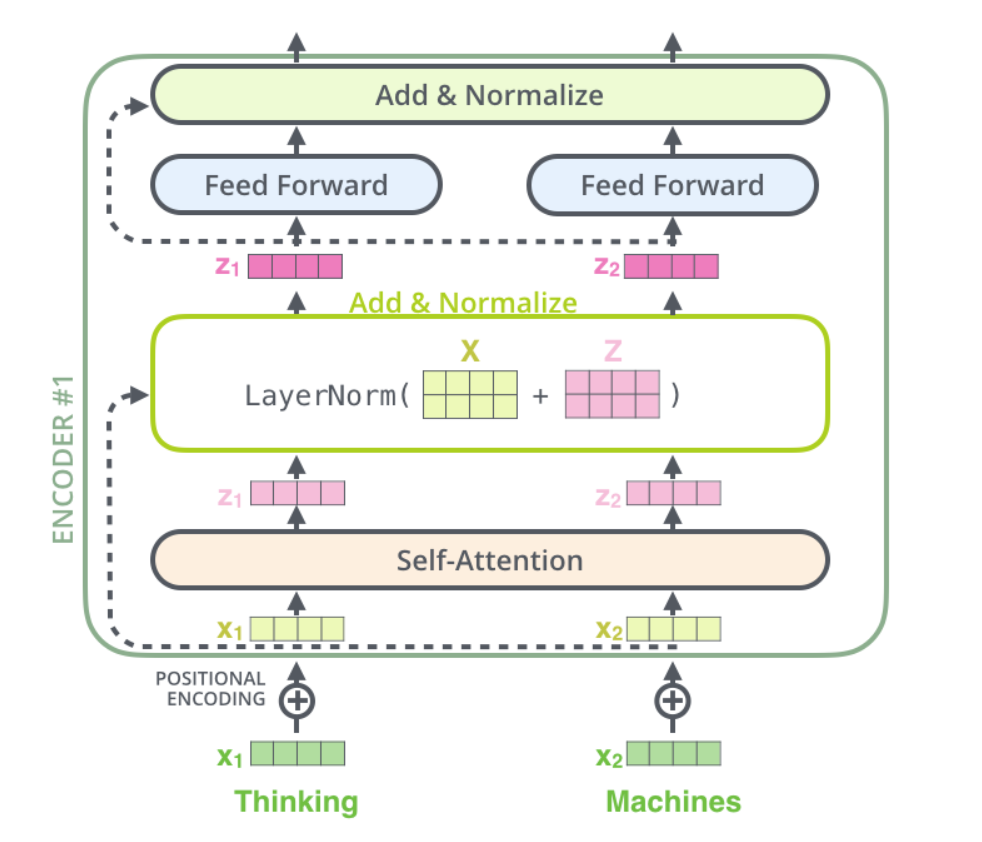 Add & Normalize
Feed Forward Feed Forward
z1 z2
Add & Normalize
X Z
LayerNorm( + )
ENCODER #1
z1 z2
Self-Attention
x1 x2
POSITIONAL
ENCODING
x1 x2
Thinking Machines